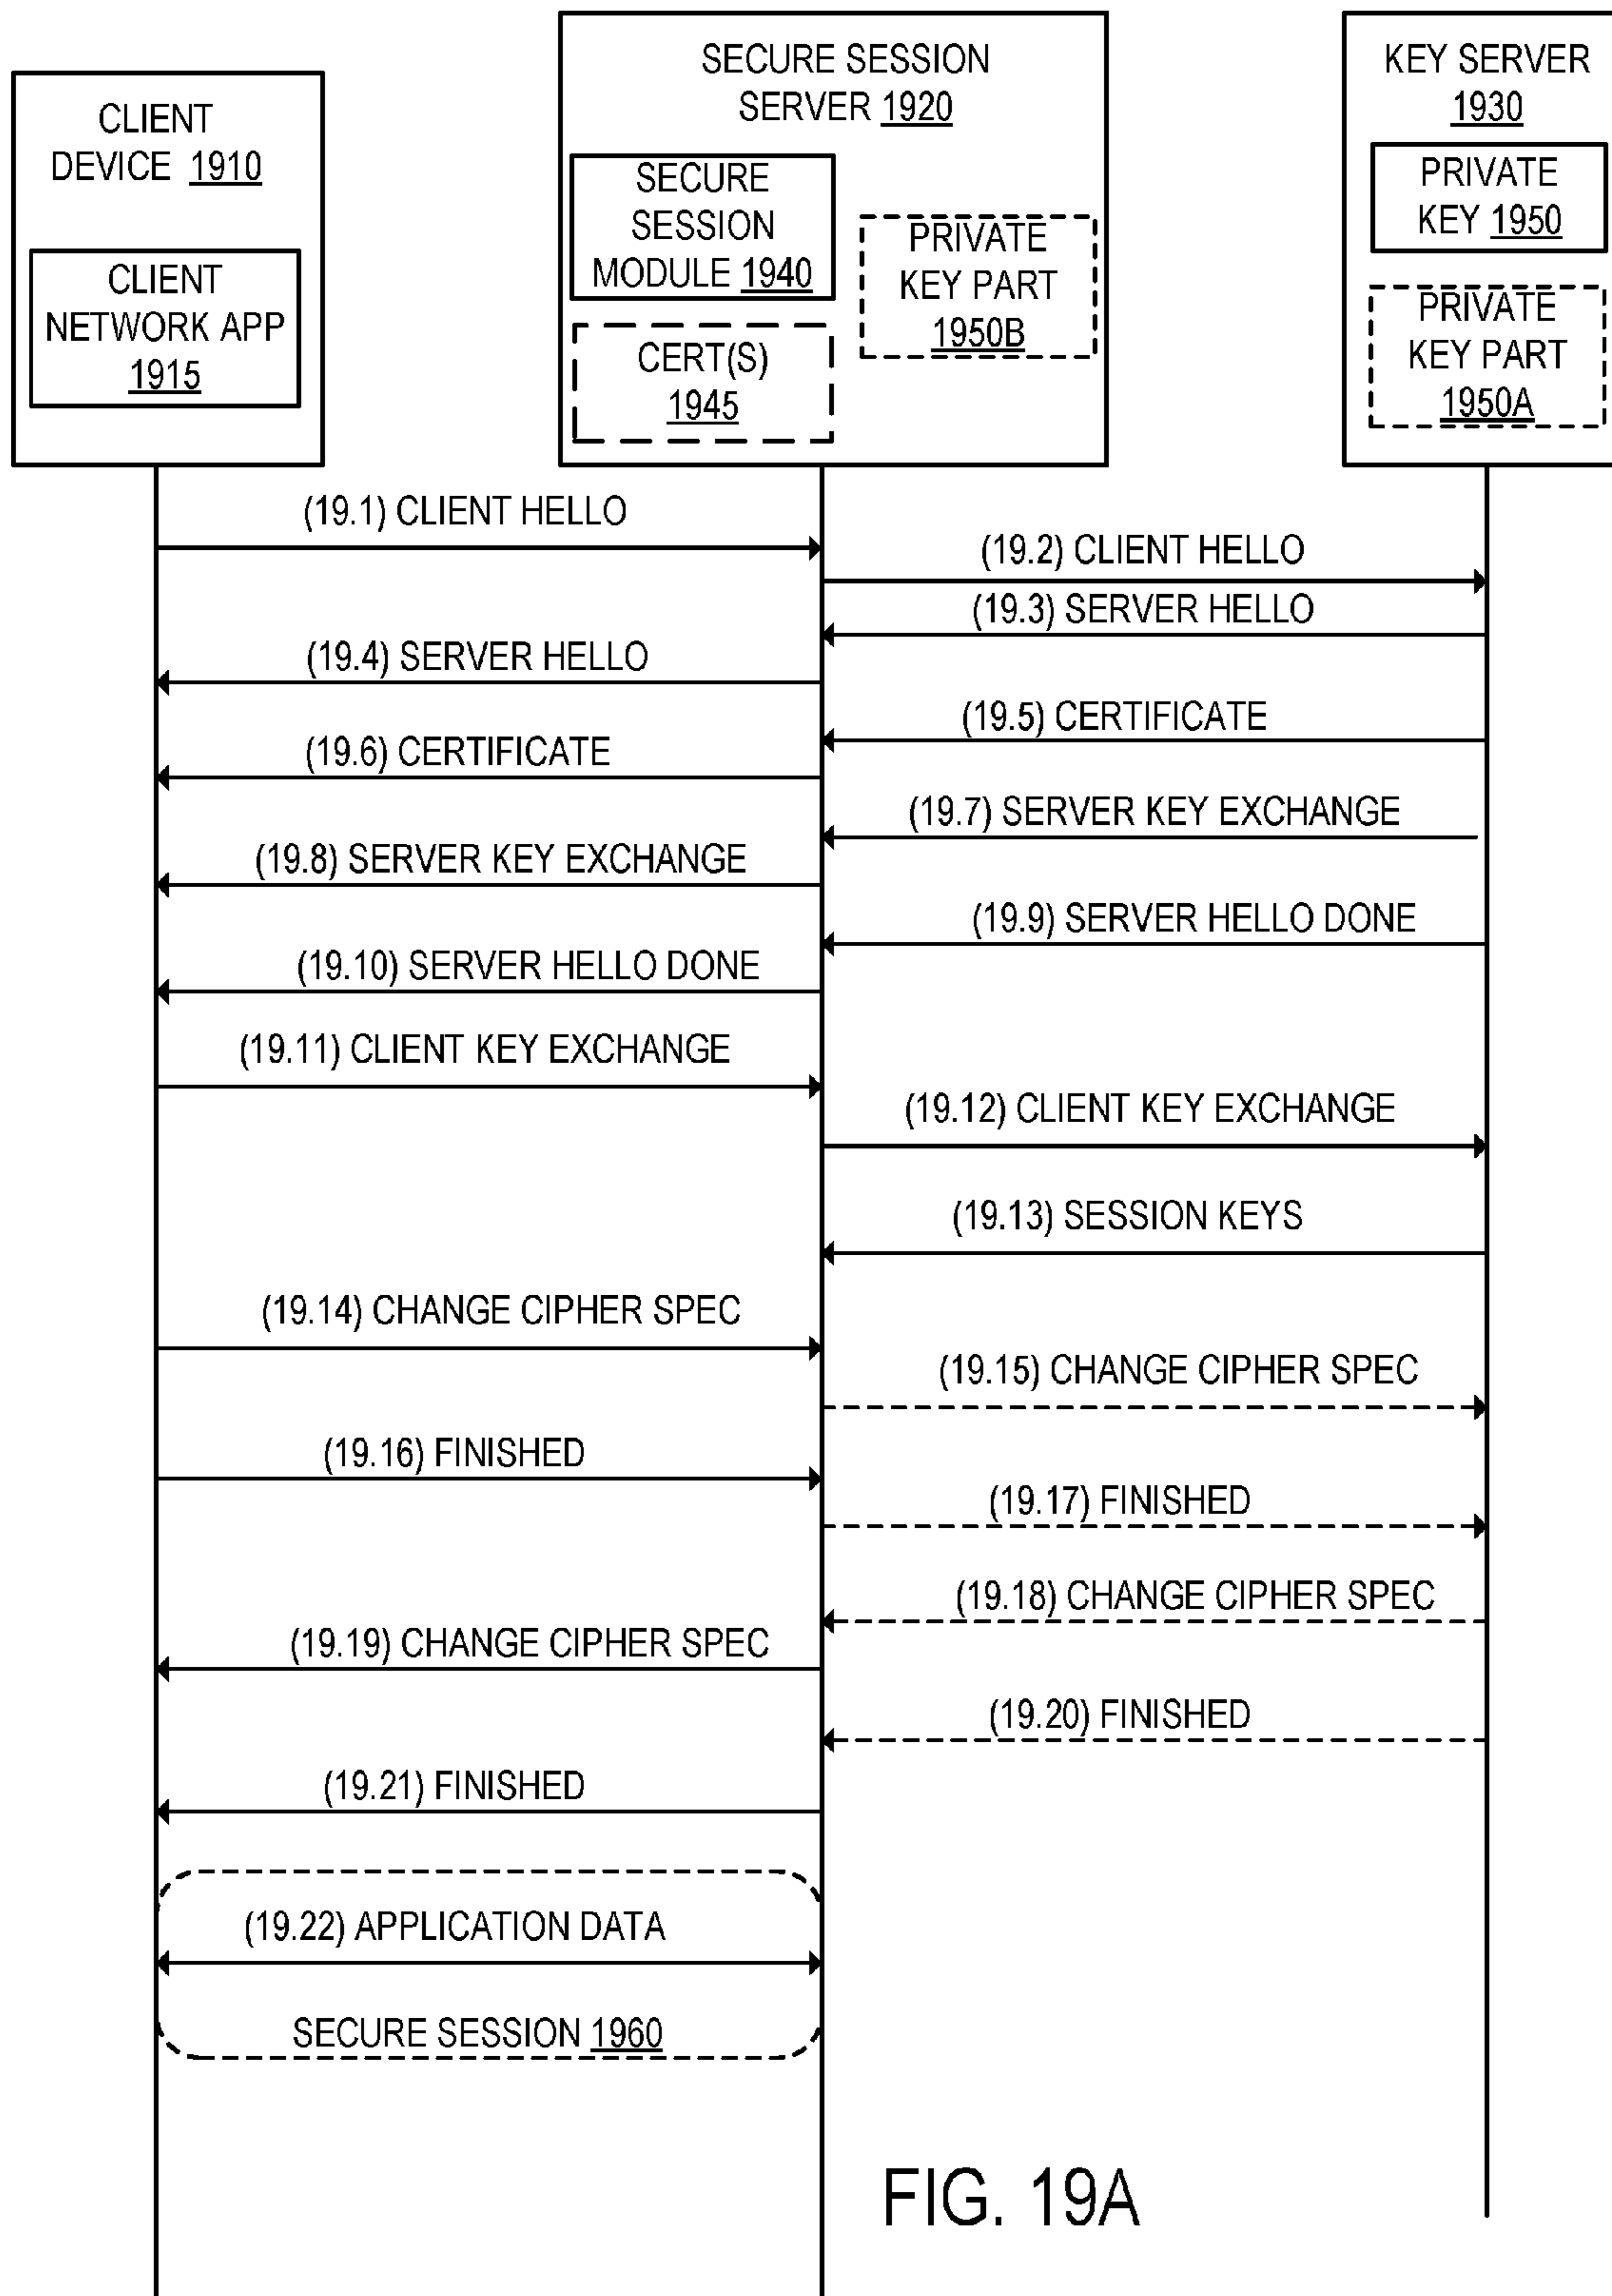 CLIENT
DEVICE 1910
CLIENT
NETWORK APP
1915
SECURE SESSION
SERVER 1920
SECURE
SESSION
MODULE 1940
CERT(S)
1945
PRIVATE
KEY PART
1950B
KEY SERVER
1930
PRIVATE
KEY 1950
PRIVATE
KEY PART
1950A
(19.1) CLIENT HELLO
(19.2) CLIENT HELLO
(19.3) SERVER HELLO
(19.4) SERVER HELLO
(19.5) CERTIFICATE
(19.6) CERTIFICATE
(19.7) SERVER KEY EXCHANGE
(19.8) SERVER KEY EXCHANGE
(19.9) SERVER HELLO DONE
(19.10) SERVER HELLO DONE
(19.11) CLIENT KEY EXCHANGE
(19.12) CLIENT KEY EXCHANGE
(19.13) SESSION KEYS
(19.14) CHANGE CIPHER SPEC
(19.15) CHANGE CIPHER SPEC
(19.16) FINISHED
(19.17) FINISHED
(19.18) CHANGE CIPHER SPEC
(19.19) CHANGE CIPHER SPEC
(19.20) FINISHED
(19.21) FINISHED
(19.22) APPLICATION DATA
SECURE SESSION 1960
FIG. 19A